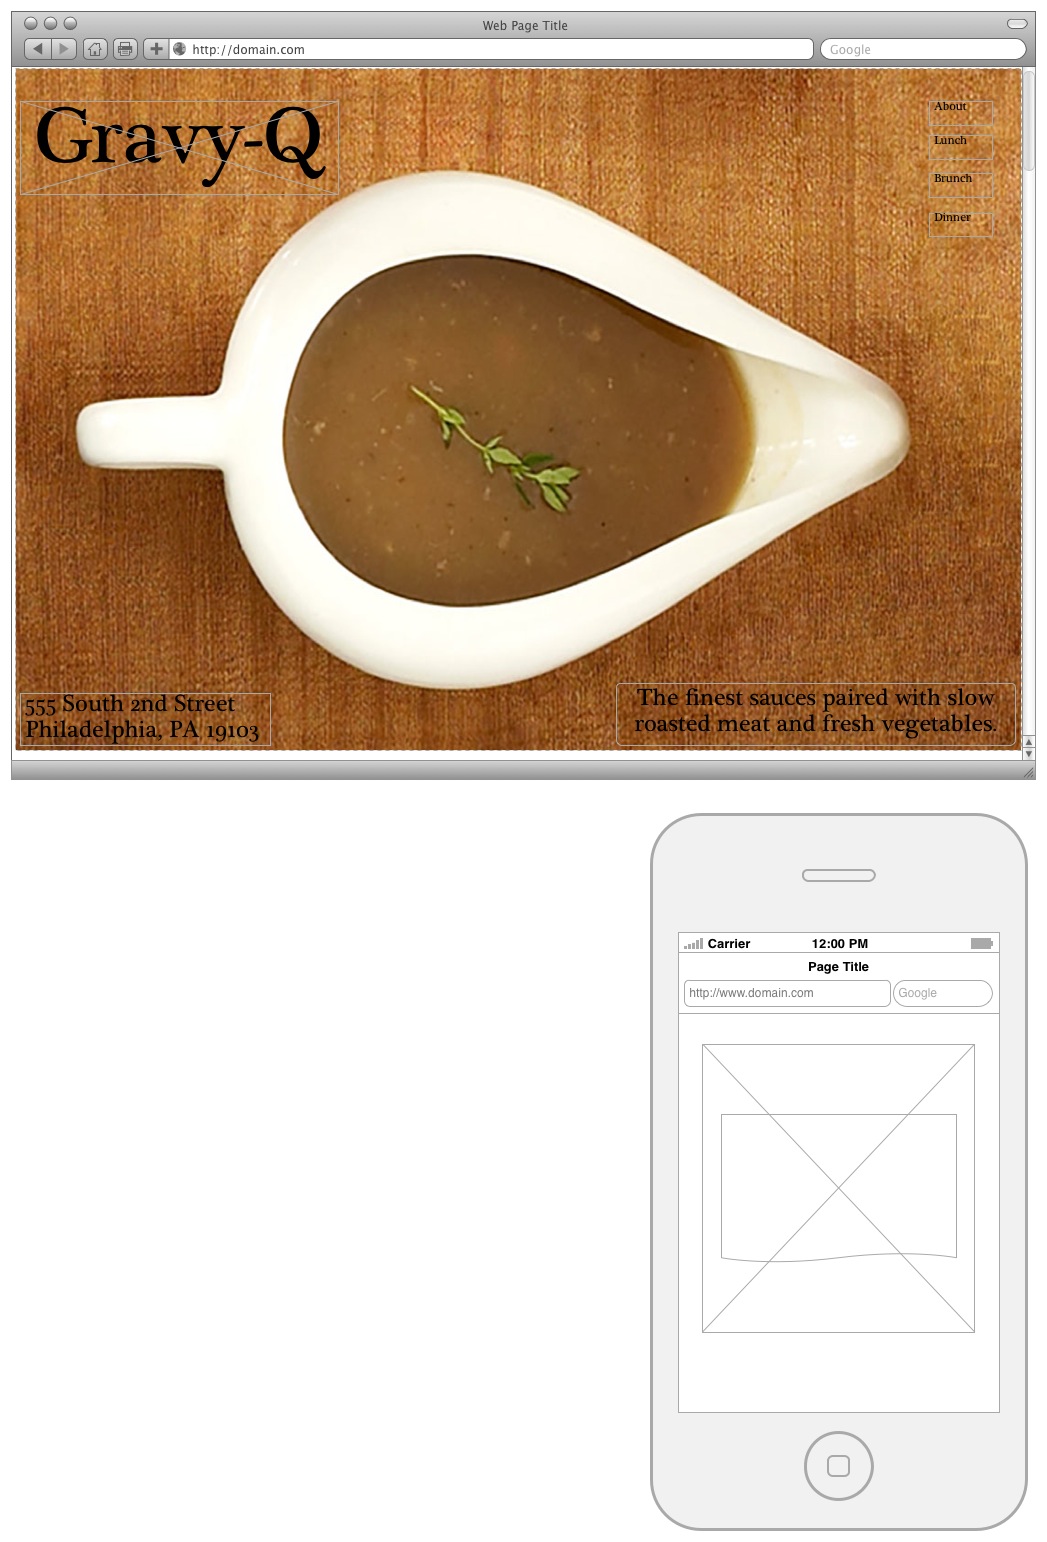 Web Page Title
http://domain.com
Google
Gravy-Q
About
Lunch
Brunch
Dinner
555 South 2nd Street
Philadelphia, PA 19103
The finest sauces paired with slow
roasted meat and fresh vegetables.
Carrier 12:00 PM
Page Title
http://www.domain.com
Google